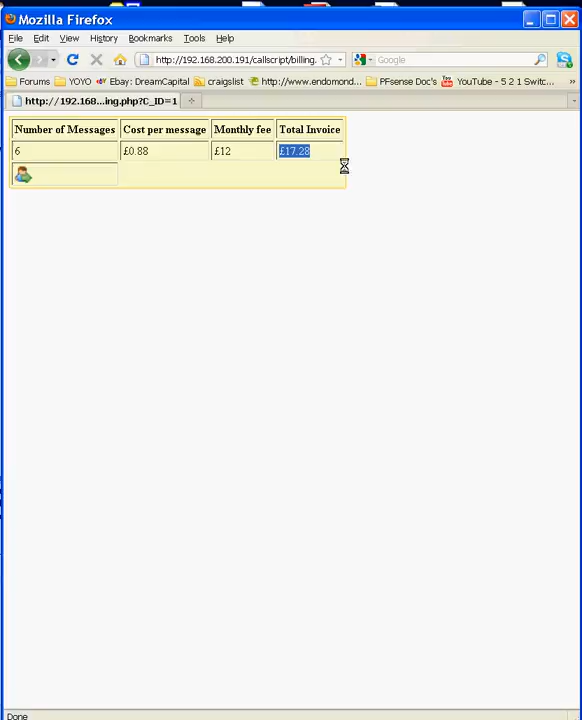 Mozilla Firefox
File Edit View History Bookmarks Tools Help
http://192.168.200.191/callscript/billing. Google
Forums YOYO Ebay: DreamCapital craigslist http://www.endomond... PFsense Doc's YouTube - 5 2 1 Switc...
http://192.168...ing.php?C_ID=1
Number of Messages Cost per message Monthly fee Total Invoice
6 £0.88 £12 £17.28
Done